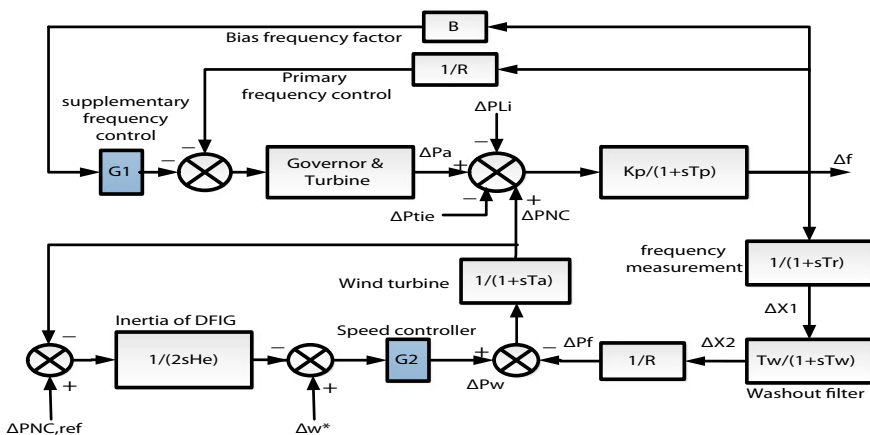 Bias frequency factor
B
Primary
frequency control
1/R
supplementary
frequency
control
G1
Governor &
Turbine
ΔPa
ΔPLi
ΔPtie
ΔPNC
Kp/(1+sTp)
Δf
frequency
measurement
1/(1+sTr)
ΔX1
Wind turbine
1/(1+sTa)
Inertia of DFIG
1/(2sHe)
Speed controller
G2
ΔPw
ΔPf
1/R
ΔX2
Tw/(1+sTw)
Washout filter
ΔPNC,ref
Δw*